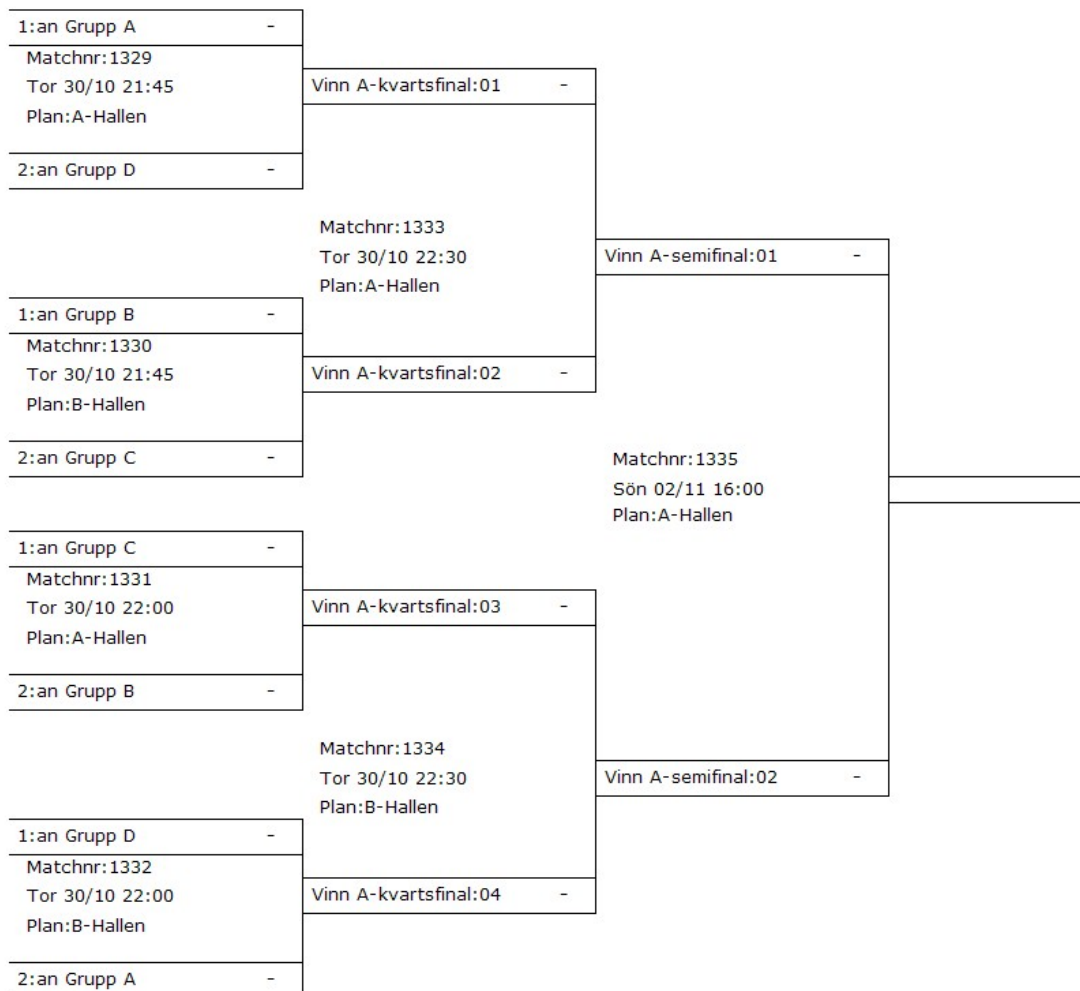 1:an Grupp A -
Matchnr:1329
Tor 30/10 21:45
Plan:A-Hallen
2:an Grupp D -
1:an Grupp B -
Matchnr:1330
Tor 30/10 21:45
Plan:B-Hallen
2:an Grupp C -
1:an Grupp C -
Matchnr:1331
Tor 30/10 22:00
Plan:A-Hallen
2:an Grupp B -
1:an Grupp D -
Matchnr:1332
Tor 30/10 22:00
Plan:B-Hallen
2:an Grupp A -
Vinn A-kvartsfinal:01 -
Matchnr:1333
Tor 30/10 22:30
Plan:A-Hallen
Vinn A-kvartsfinal:02 -
Vinn A-kvartsfinal:03 -
Matchnr:1334
Tor 30/10 22:30
Plan:B-Hallen
Vinn A-kvartsfinal:04 -
Vinn A-semifinal:01 -
Matchnr:1335
Sön 02/11 16:00
Plan:A-Hallen
Vinn A-semifinal:02 -